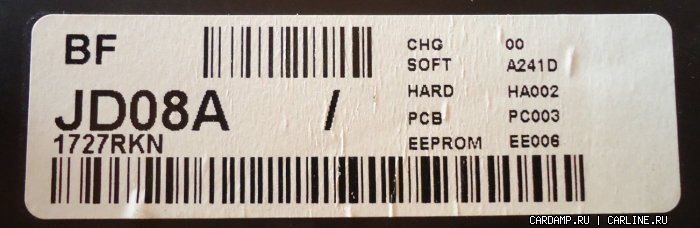 BF
JD08A /
1727RKN
CHG 00
SOFT A241D
HARD HA002
PCB PC003
EEPROM EE006
CARDAMP.RU | CARLINE.RU